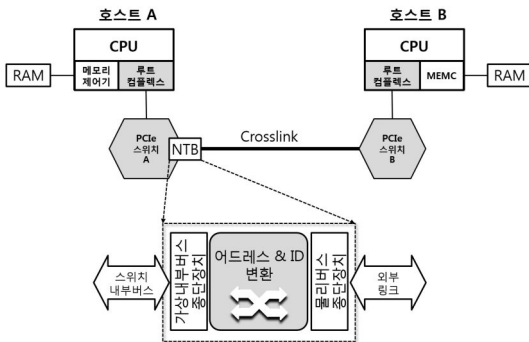 호스트 A
호스트 B
CPU
메모리
제어기
루트
컴플렉스
RAM
CPU
루트
컴플렉스
MEMC
RAM
PCIe
스위치
A
NTB
Crosslink
PCIe
스위치
B
스위치
내부버스
가상내부버스
종단장치
어드레스 & ID
변환
물리버스
종단장치
외부
링크